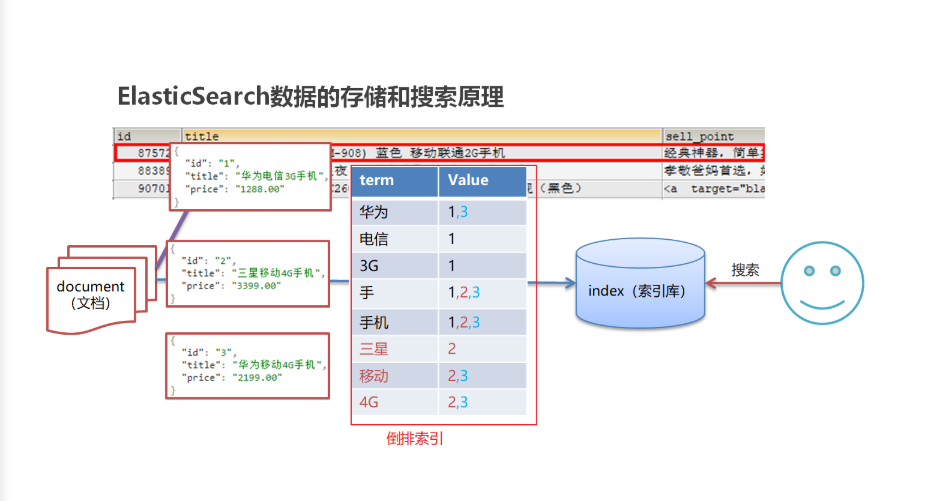 ElasticSearch数据的存储和搜索原理
id title sell_point
87572 -908) 蓝色 移动联通2G手机 经典神器，简单
88389 夜 孝敬爸妈首选，
9070 C26 （黑色） <a target="bla
{
"id": "1",
"title": "华为电信3G手机",
"price": "1288.00"
}
{
"id": "2",
"title": "三星移动4G手机",
"price": "3399.00"
}
{
"id": "3",
"title": "华为移动4G手机",
"price": "2199.00"
}
document
（文档）
term Value
华为 1,3
电信 1
3G 1
手 1,2,3
手机 1,2,3
三星 2
移动 2,3
4G 2,3
倒排索引
index（索引库）
搜索